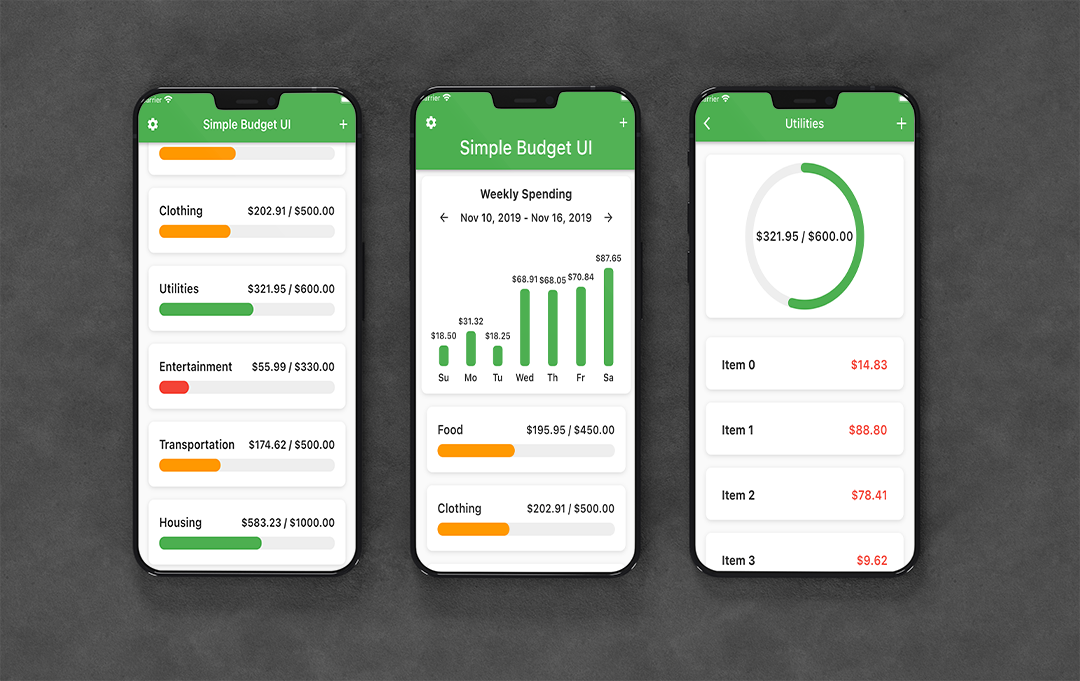 Simple Budget UI +
Clothing $202.91 / $500.00
Utilities $321.95 / $600.00
Entertainment $55.99 / $330.00
Transportation $174.62 / $500.00
Housing $583.23 / $1000.00
+
Simple Budget UI
Weekly Spending
← Nov 10, 2019 - Nov 16, 2019 →
$87.65
$68.91 $68.05 $70.84
$31.32
$18.50 $18.25
Su Mo Tu Wed Th Fr Sa
Food $195.95 / $450.00
Clothing $202.91 / $500.00
Utilities +
$321.95 / $600.00
Item 0 $14.83
Item 1 $88.80
Item 2 $78.41
Item 3 $9.62